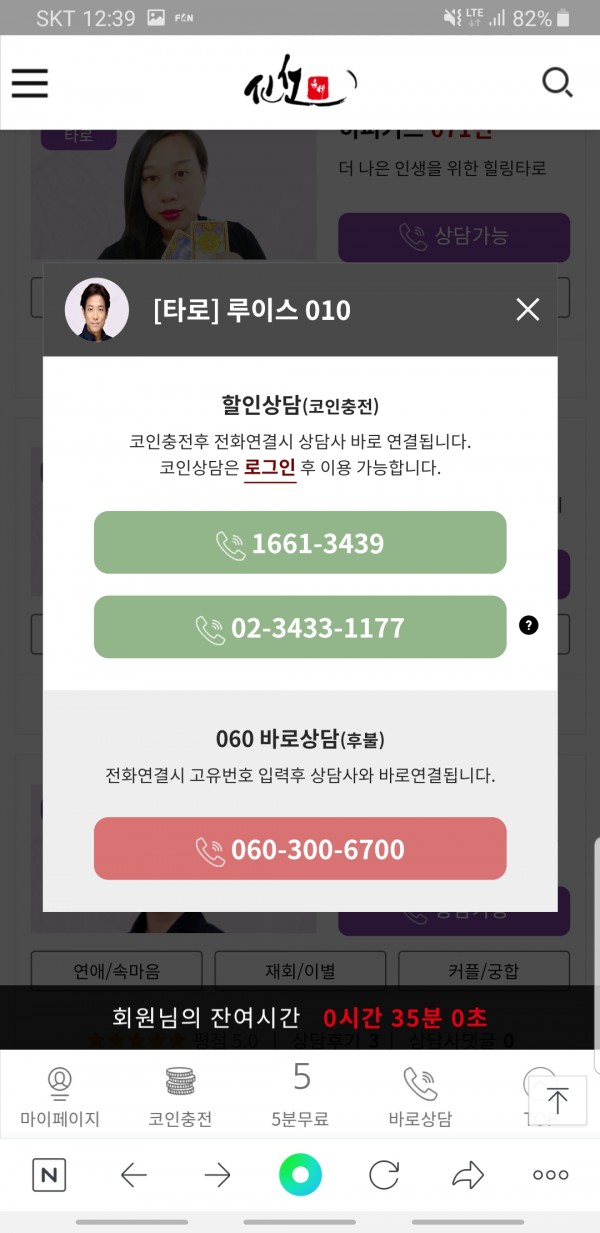 SKT 12:39
LTE
82%
타로
더 나은 인생을 위한 힐링타로
상담가능
[타로] 루이스 010
할인상담(코인충전)
코인충전후 전화연결시 상담사 바로 연결됩니다.
코인상담은 로그인 후 이용 가능합니다.
1661-3439
02-3433-1177
?
060 바로상담(후불)
전화연결시 고유번호 입력후 상담사와 바로연결됩니다.
060-300-6700
연애/속마음
재회/이별
커플/궁합
회원님의 잔여시간 0시간 35분 0초
평점 5.0 상담후기 3 상담사댓글 0
5
마이페이지
코인충전
5분무료
바로상담
N